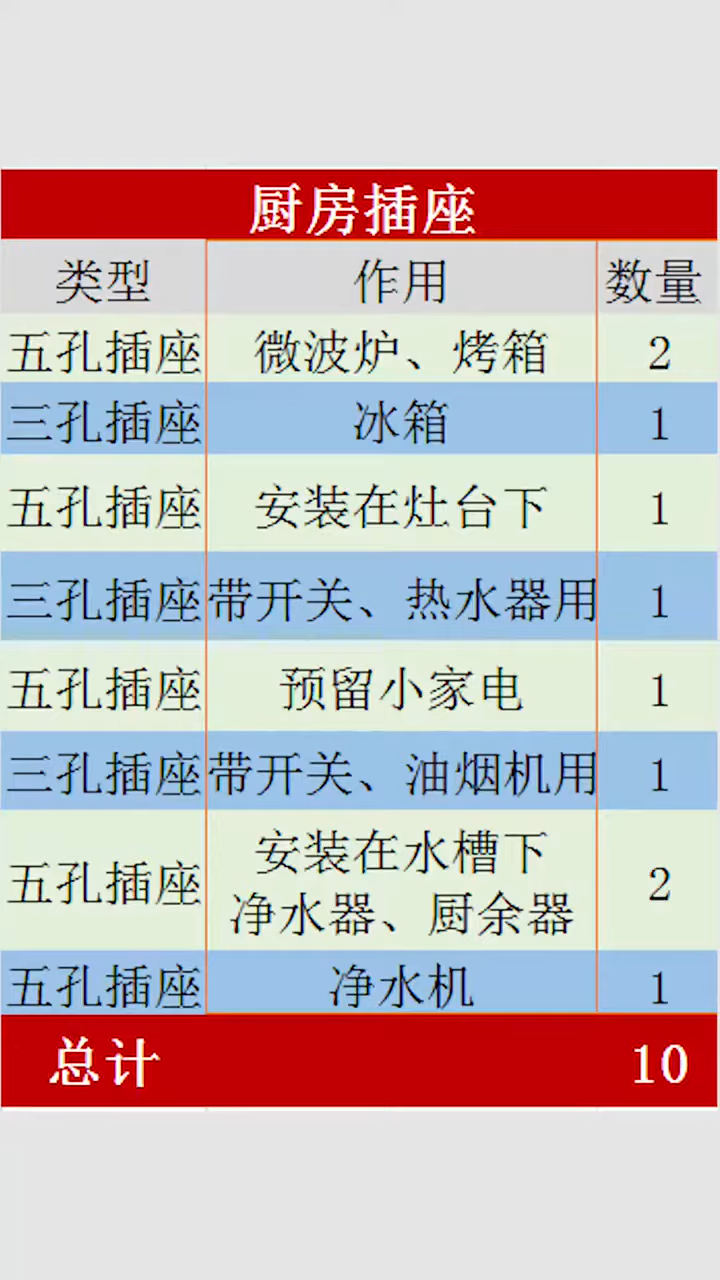 厨房插座
类型 作用 数量
五孔插座 微波炉、烤箱 2
三孔插座 冰箱 1
五孔插座 安装在灶台下 1
三孔插座 带开关、热水器用 1
五孔插座 预留小家电 1
三孔插座 带开关、油烟机用 1
五孔插座 安装在水槽下 2
净水器、厨余器
五孔插座 净水机 1
总计 10